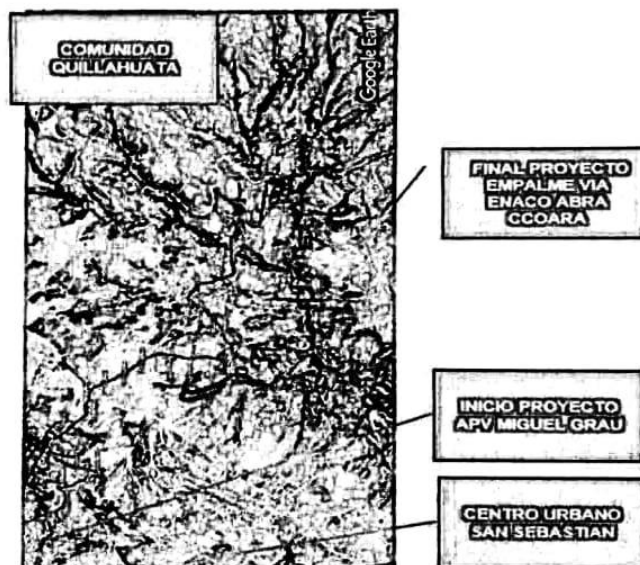 COMUNIDAD
QUILLAHUATA
Google Earth
FINAL PROYECTO
EMPALME VIA
ENACO ABRA
CCOARA
INICIO PROYECTO
APV MIGUEL GRAU
CENTRO URBANO
SAN SEBASTIAN